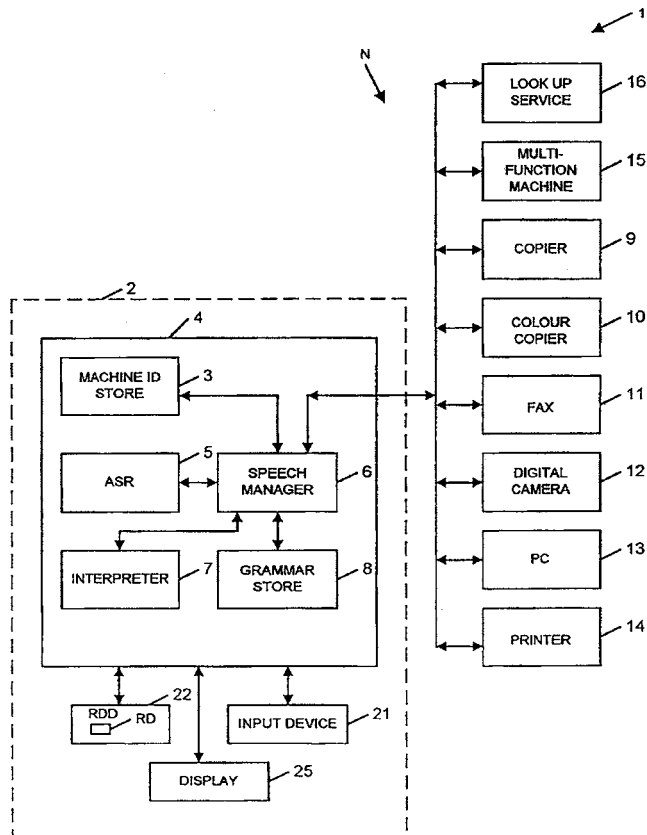 1
N
LOOK UP
SERVICE
16
MULTI-
FUNCTION
MACHINE
15
COPIER
9
COLOUR
COPIER
10
FAX
11
DIGITAL
CAMERA
12
PC
13
PRINTER
14
2
4
MACHINE ID
STORE
3
ASR
5
SPEECH
MANAGER
6
INTERPRETER
7
GRAMMAR
STORE
8
22
RDD
RD
INPUT DEVICE
21
DISPLAY
25